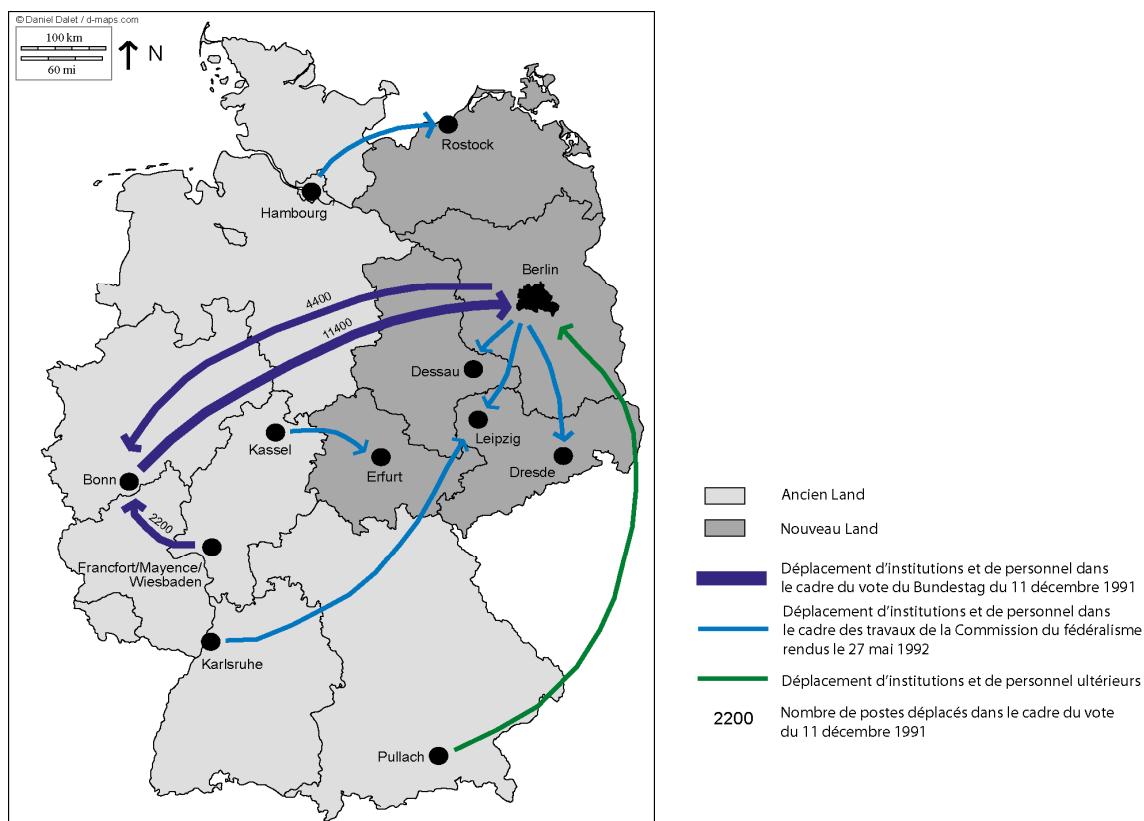 © Daniel Dalet / d-maps.com
100 km
60 mi
N
Rostock
Hambourg
Berlin
4400
11400
Dessau
Leipzig
Kassel
Erfurt
Dresde
Bonn
2200
Francfort/Mayence/
Wiesbaden
Karlsruhe
Pullach
Ancien Land
Nouveau Land
Déplacement d'institutions et de personnel dans
le cadre du vote du Bundestag du 11 décembre 1991
Déplacement d'institutions et de personnel dans
le cadre des travaux de la Commission du fédéralisme
rendus le 27 mai 1992
Déplacement d'institutions et de personnel ultérieurs
2200
Nombre de postes déplacés dans le cadre du vote
du 11 décembre 1991